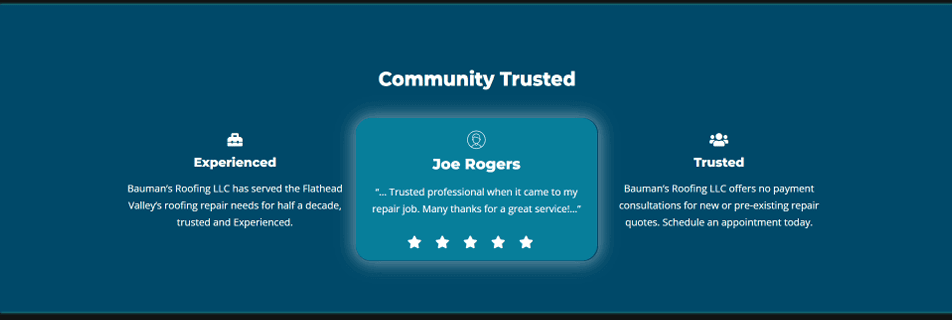 Community Trusted
Experienced
Bauman's Roofing LLC has served the Flathead
Valley's roofing repair needs for half a decade,
trusted and Experienced.
Joe Rogers
"... Trusted professional when it came to my
repair job. Many thanks for a great service!..."
Trusted
Bauman's Roofing LLC offers no payment
consultations for new or pre-existing repair
quotes. Schedule an appointment today.